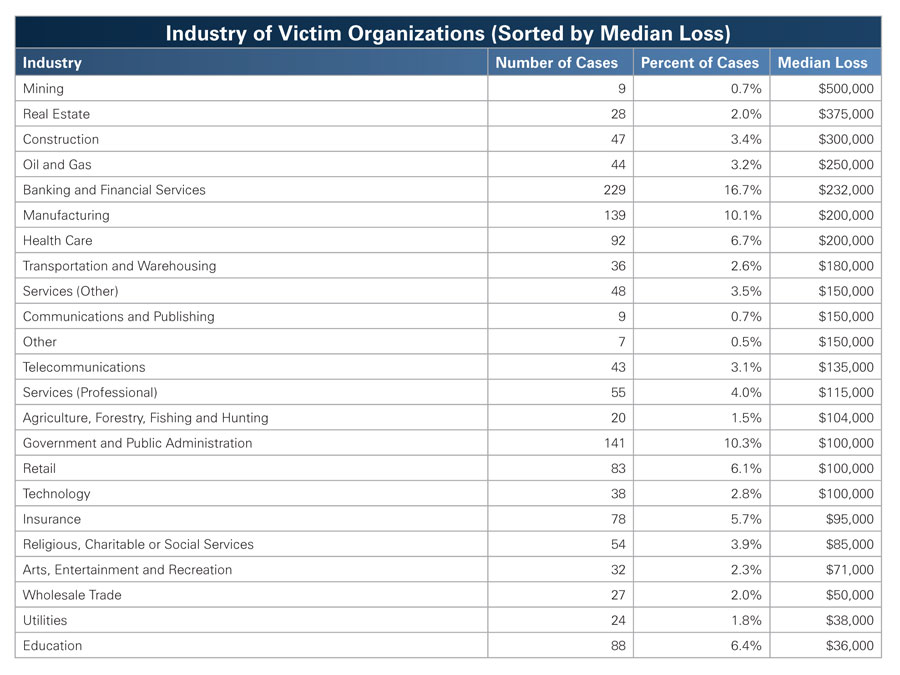 Industry of Victim Organizations (Sorted by Median Loss)
Industry Number of Cases Percent of Cases Median Loss
Mining 9 0.7% $500,000
Real Estate 28 2.0% $375,000
Construction 47 3.4% $300,000
Oil and Gas 44 3.2% $250,000
Banking and Financial Services 229 16.7% $232,000
Manufacturing 139 10.1% $200,000
Health Care 92 6.7% $200,000
Transportation and Warehousing 36 2.6% $180,000
Services (Other) 48 3.5% $150,000
Communications and Publishing 9 0.7% $150,000
Other 7 0.5% $150,000
Telecommunications 43 3.1% $135,000
Services (Professional) 55 4.0% $115,000
Agriculture, Forestry, Fishing and Hunting 20 1.5% $104,000
Government and Public Administration 141 10.3% $100,000
Retail 83 6.1% $100,000
Technology 38 2.8% $100,000
Insurance 78 5.7% $95,000
Religious, Charitable or Social Services 54 3.9% $85,000
Arts, Entertainment and Recreation 32 2.3% $71,000
Wholesale Trade 27 2.0% $50,000
Utilities 24 1.8% $38,000
Education 88 6.4% $36,000